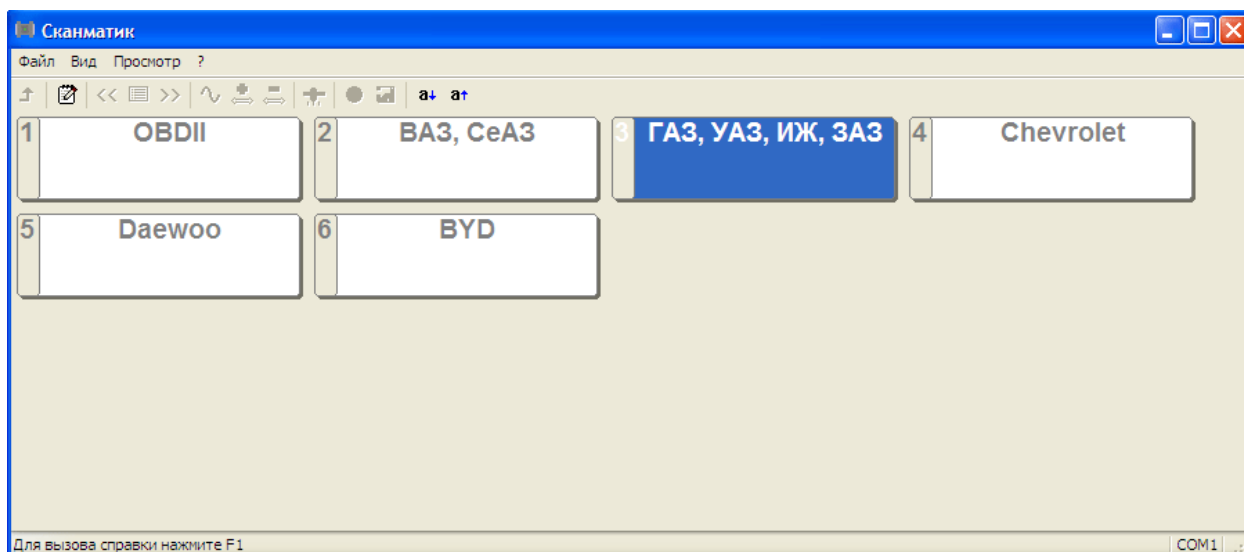 Сканматик
Файл Вид Просмотр ?
<< >> a a
1 OBDII 2 ВАЗ, СеАЗ 3 ГАЗ, УАЗ, ИЖ, ЗАЗ 4 Chevrolet
5 Daewoo 6 BYD
Для вызова справки нажмите F1 COM1